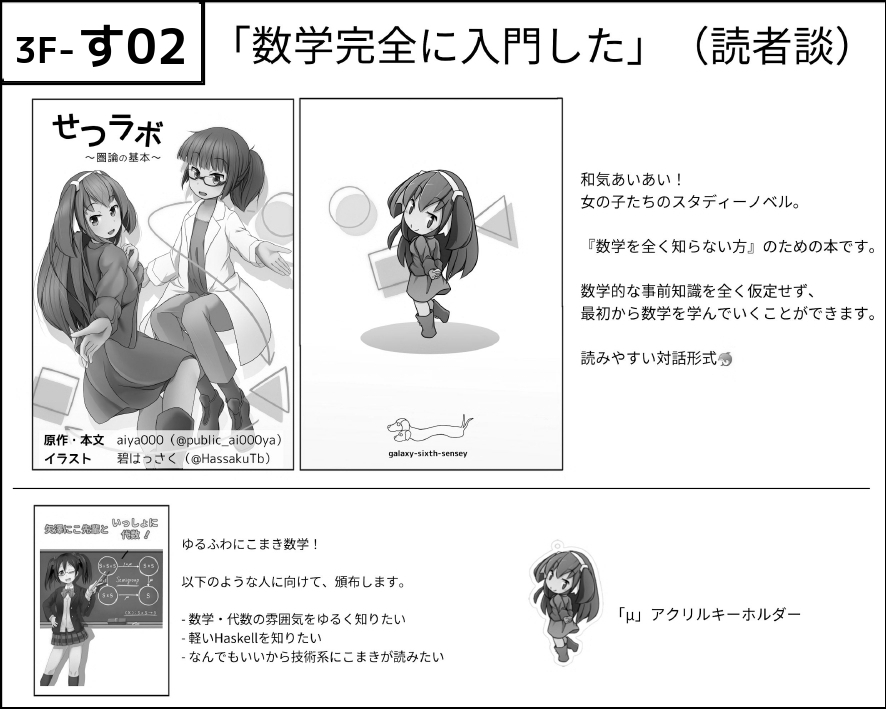 3F-す02
「数学完全に入門した」（読者談）
せつラボ
〜圏論の基本〜
原作・本文 aiya000（@public_ai000ya）
イラスト 碧はっさく（@HassakuTb）
galaxy-sixth-sensey
和気あいあい！
女の子たちのスタディーノベル。
『数学を全く知らない方』のための本です。
数学的な事前知識を全く仮定せず、
最初から数学を学んでいくことができます。
読みやすい対話形式
矢澤にこ先輩と いっしょに
代数！
Semigroup
S
ゆるふわにこまき数学！
以下のような人に向けて、頒布します。
- 数学・代数の雰囲気をゆるく知りたい
- 軽いHaskellを知りたい
- なんでもいいから技術系にこまきが読みたい
「μ」アクリルキーホルダー